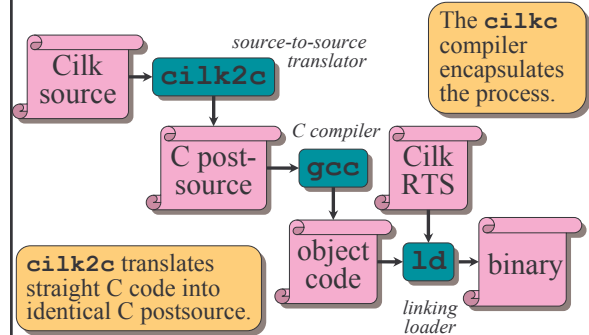 source-to-source
translator
Cilk
source
cilk2c
The cilkc
compiler
encapsulates
the process.
C post-
source
C compiler
gcc
Cilk
RTS
object
code
ld
binary
linking
loader
cilk2c translates
straight C code into
identical C postsource.